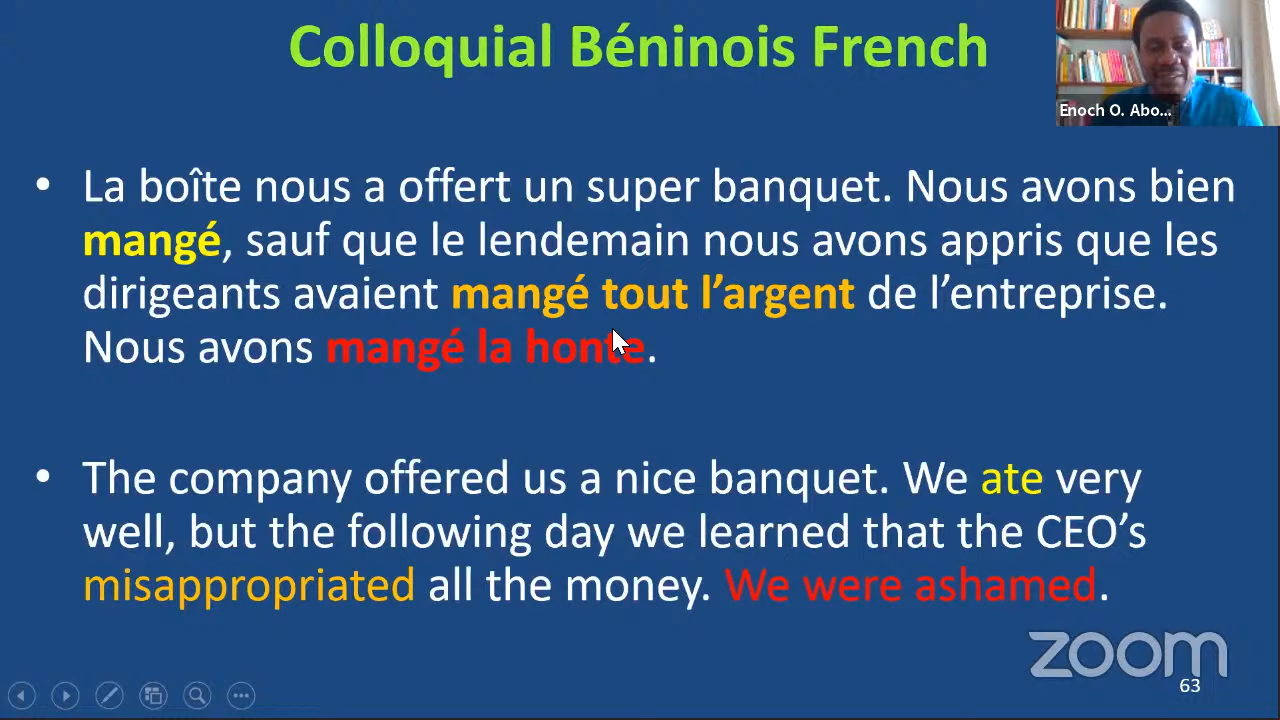 Colloquial Béninois French
Enoch O. Abo...
• La boîte nous a offert un super banquet. Nous avons bien
mangé, sauf que le lendemain nous avons appris que les
dirigeants avaient mangé tout l’argent de l’entreprise.
Nous avons mangé la honte.
• The company offered us a nice banquet. We ate very
well, but the following day we learned that the CEO’s
misappropriated all the money. We were ashamed.
zoom
63